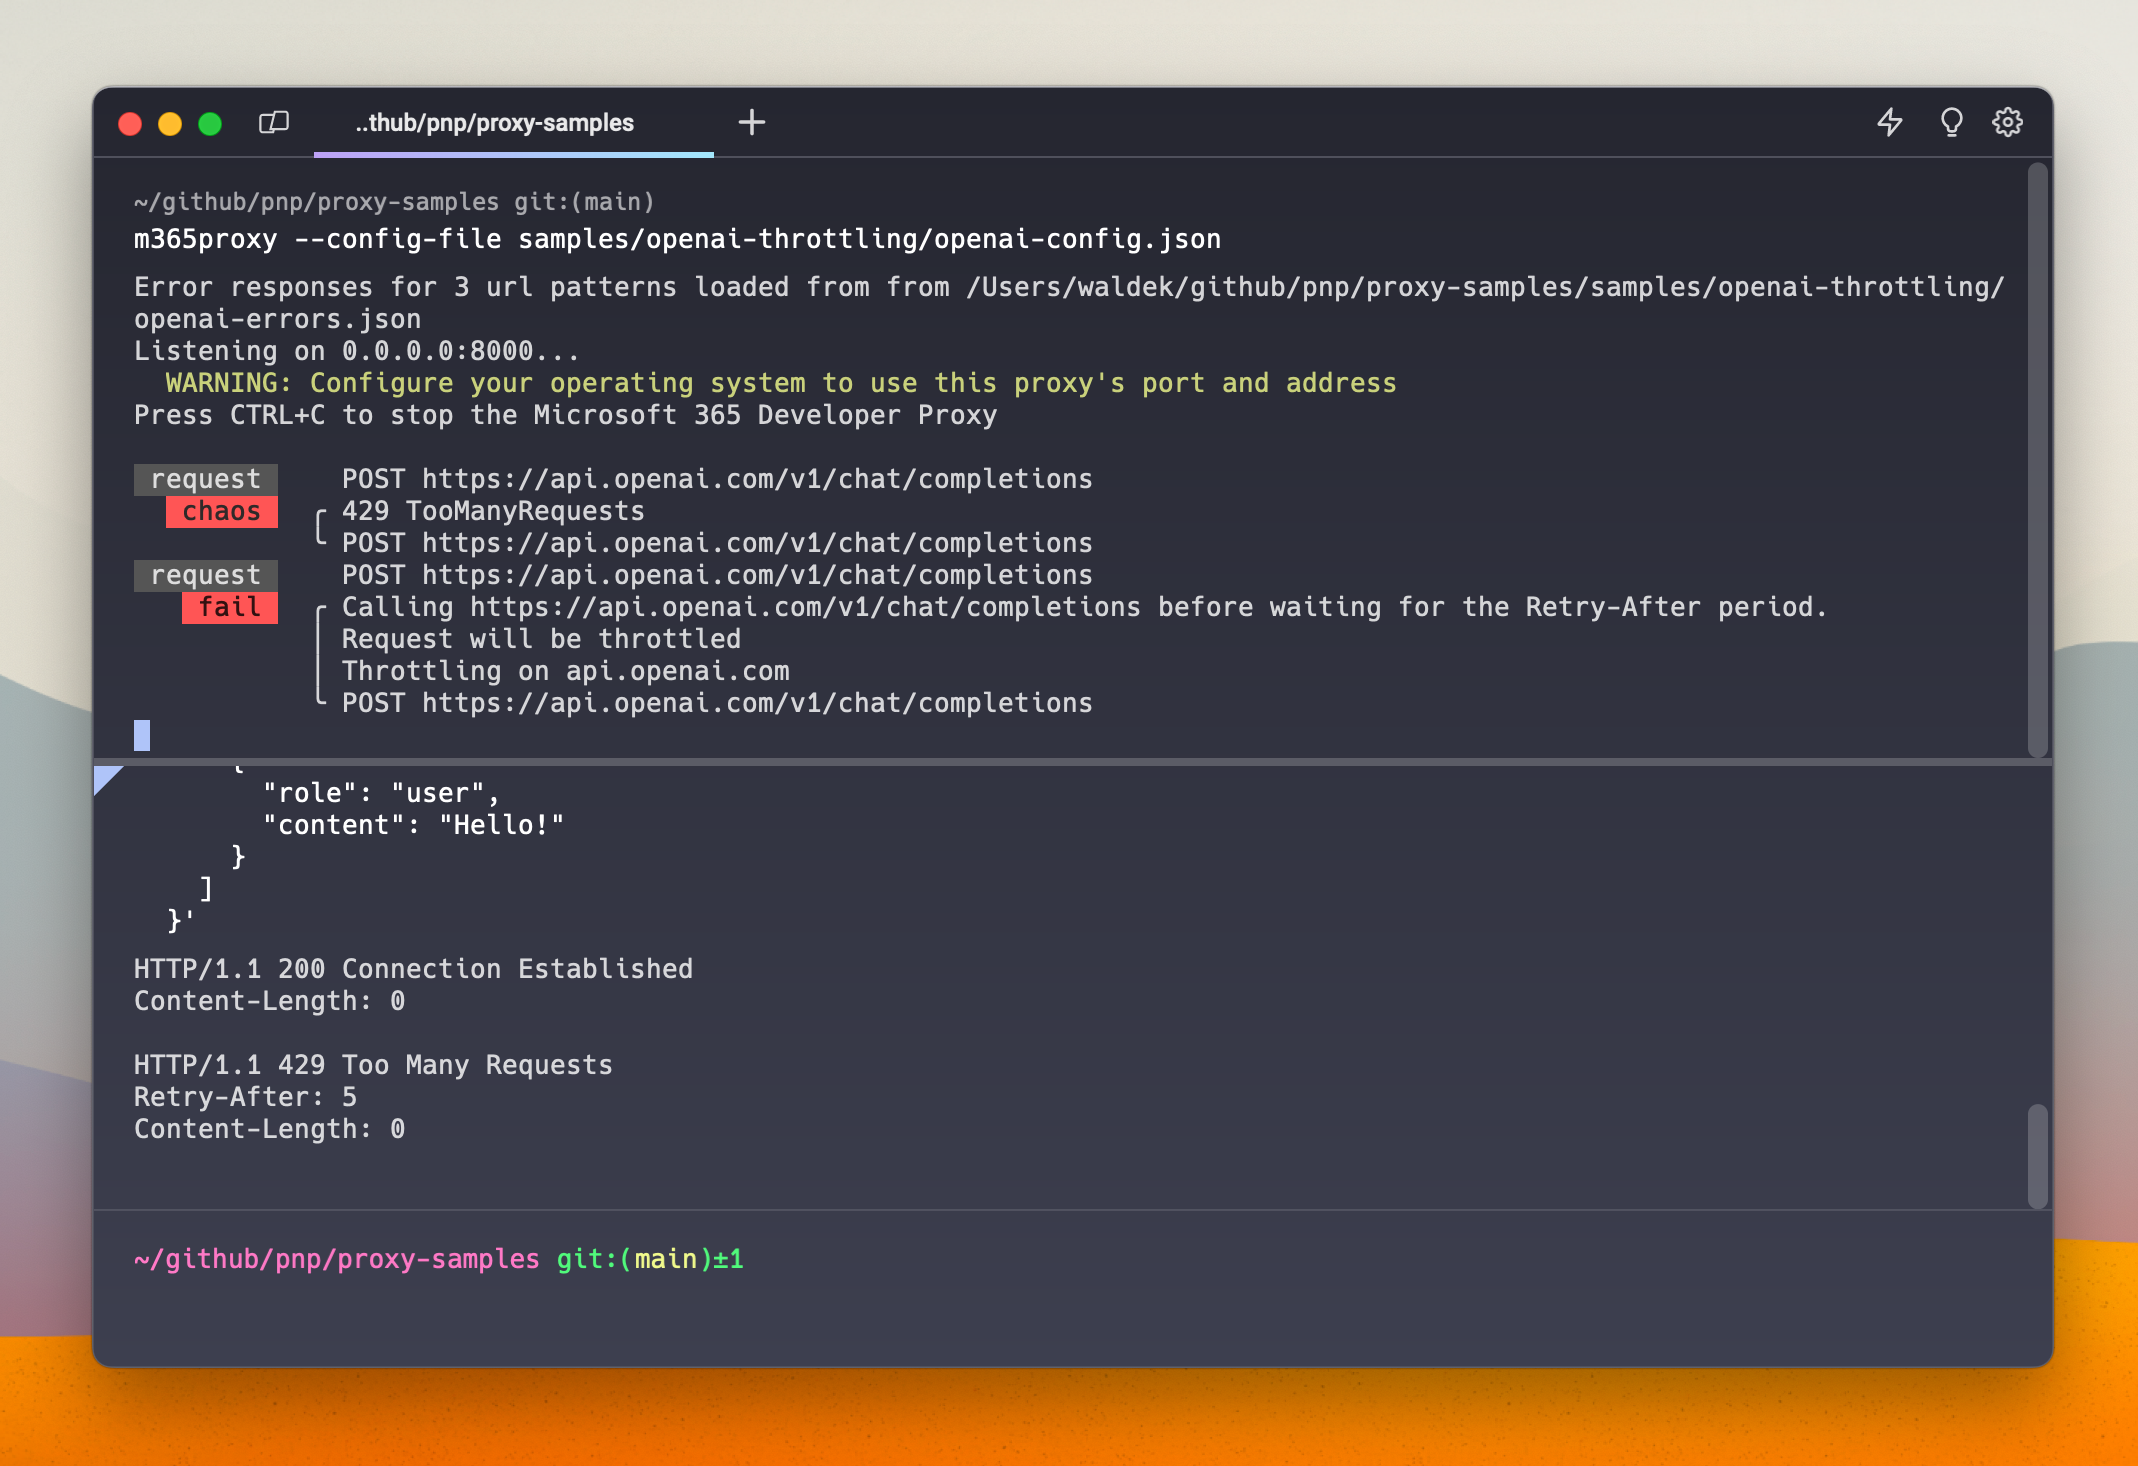 ..thub/pnp/proxy-samples
~/github/pnp/proxy-samples git:(main)
m365proxy --config-file samples/openai-throttling/openai-config.json
Error responses for 3 url patterns loaded from from /Users/waldek/github/pnp/proxy-samples/samples/openai-throttling/
openai-errors.json
Listening on 0.0.0.0:8000...
WARNING: Configure your operating system to use this proxy's port and address
Press CTRL+C to stop the Microsoft 365 Developer Proxy
request POST https://api.openai.com/v1/chat/completions
chaos ╭ 429 TooManyRequests
╰ POST https://api.openai.com/v1/chat/completions
request POST https://api.openai.com/v1/chat/completions
fail ╭ Calling https://api.openai.com/v1/chat/completions before waiting for the Retry-After period.
│ Request will be throttled
│ Throttling on api.openai.com
╰ POST https://api.openai.com/v1/chat/completions
{
"role": "user",
"content": "Hello!"
}
]
}'
HTTP/1.1 200 Connection Established
Content-Length: 0
HTTP/1.1 429 Too Many Requests
Retry-After: 5
Content-Length: 0
~/github/pnp/proxy-samples git:(main)±1